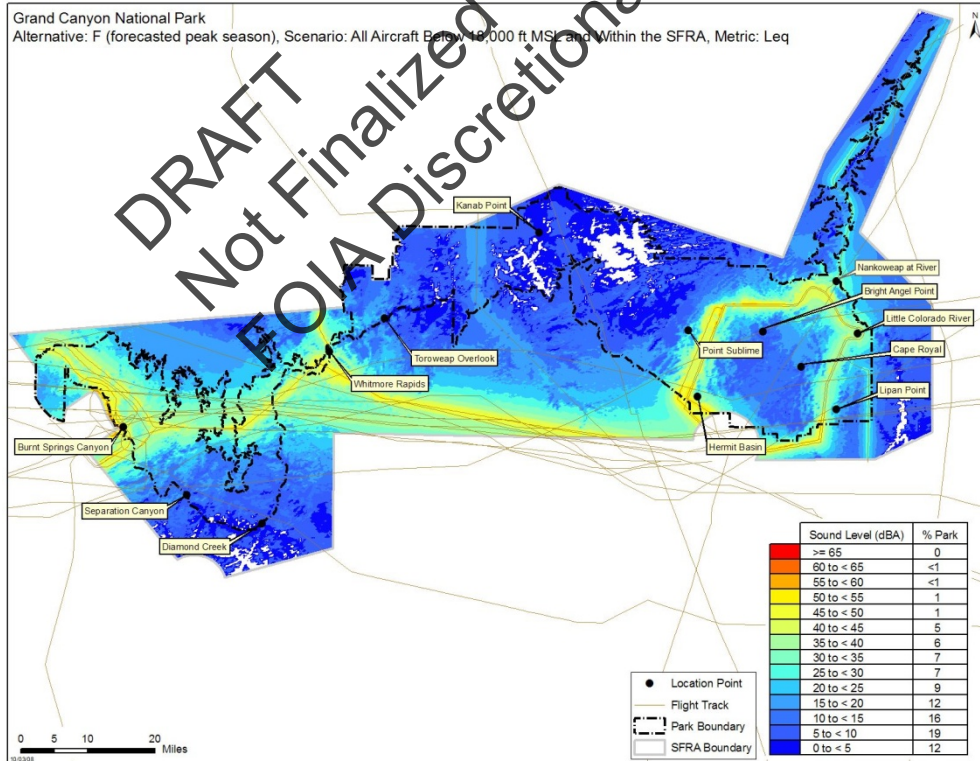 Grand Canyon National Park
Alternative: F (forecasted peak season), Scenario: All Aircraft Below 18,000 ft MSL and Within the SFRA, Metric: Leq
N
DRAFT
Not Finalized
FOIA Discretiona
Kanab Point
Nankoweap at River
Bright Angel Point
Little Colorado River
Toroweap Overlook
Point Sublime
Cape Royal
Whitmore Rapids
Lipan Point
Burnt Springs Canyon
Hermit Basin
Separation Canyon
Diamond Creek
Sound Level (dBA) % Park
>= 65 0
60 to < 65 <1
55 to < 60 <1
50 to < 55 1
45 to < 50 1
40 to < 45 5
35 to < 40 6
30 to < 35 7
25 to < 30 7
20 to < 25 9
15 to < 20 12
10 to < 15 16
5 to < 10 19
0 to < 5 12
Location Point
Flight Track
Park Boundary
SFRA Boundary
0 5 10 20 Miles